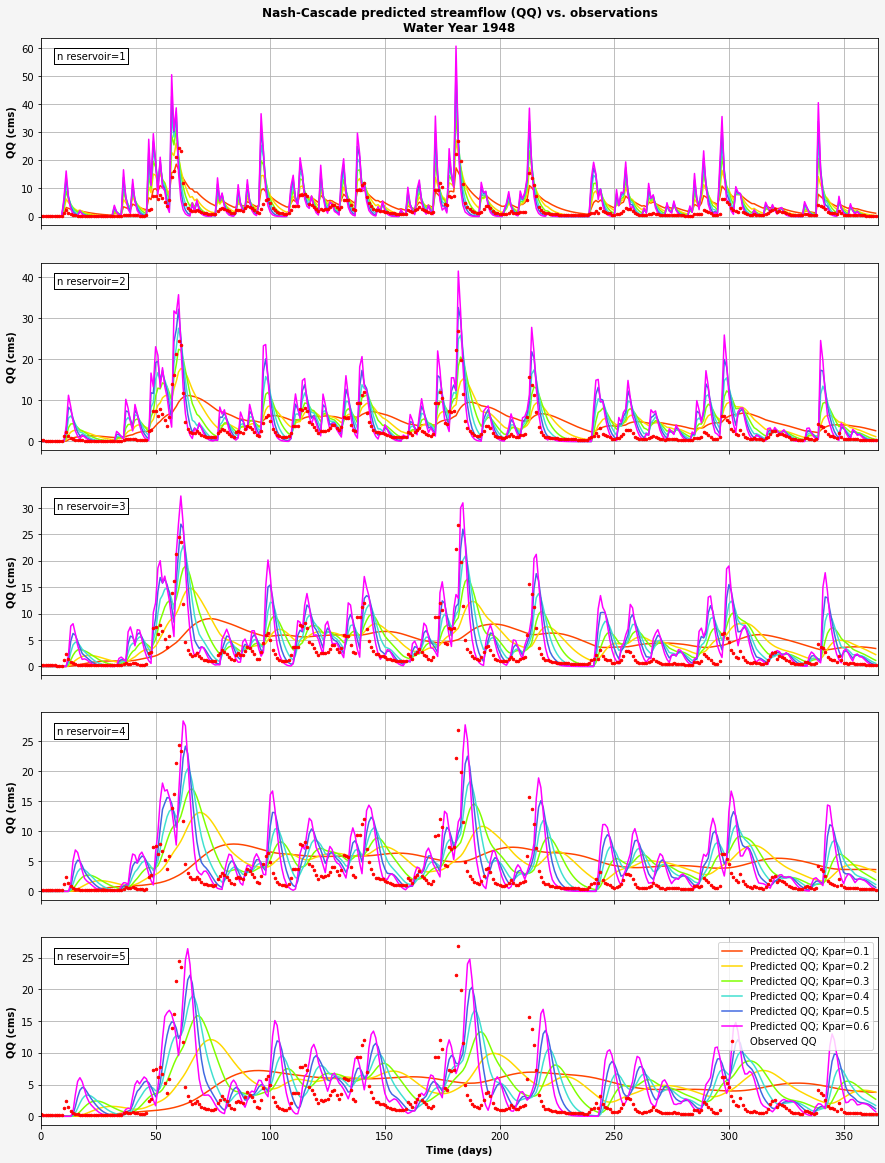 Nash-Cascade predicted streamflow (QQ) vs. observations
Water Year 1948
n reservoir=1
QQ (cms)
60
50
40
30
20
10
0
n reservoir=2
QQ (cms)
40
30
20
10
0
n reservoir=3
QQ (cms)
30
25
20
15
10
5
0
n reservoir=4
QQ (cms)
25
20
15
10
5
0
n reservoir=5
QQ (cms)
25
20
15
10
5
0
Predicted QQ; Kpar=0.1
Predicted QQ; Kpar=0.2
Predicted QQ; Kpar=0.3
Predicted QQ; Kpar=0.4
Predicted QQ; Kpar=0.5
Predicted QQ; Kpar=0.6
Observed QQ
0 50 100 150 200 250 300 350
Time (days)